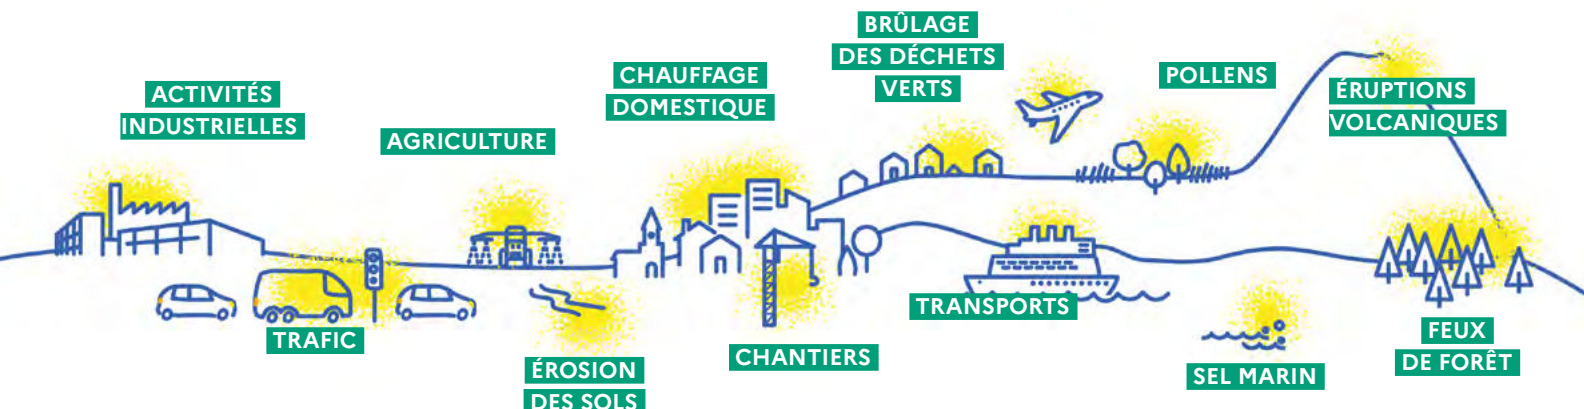 ACTIVITÉS
INDUSTRIELLES
AGRICULTURE
CHAUFFAGE
DOMESTIQUE
BRÛLAGE
DES DÉCHETS
VERTS
POLLENS
ÉRUPTIONS
VOLCANIQUES
TRAFIC
ÉROSION
DES SOLS
CHANTIERS
TRANSPORTS
SEL MARIN
FEUX
DE FORÊT